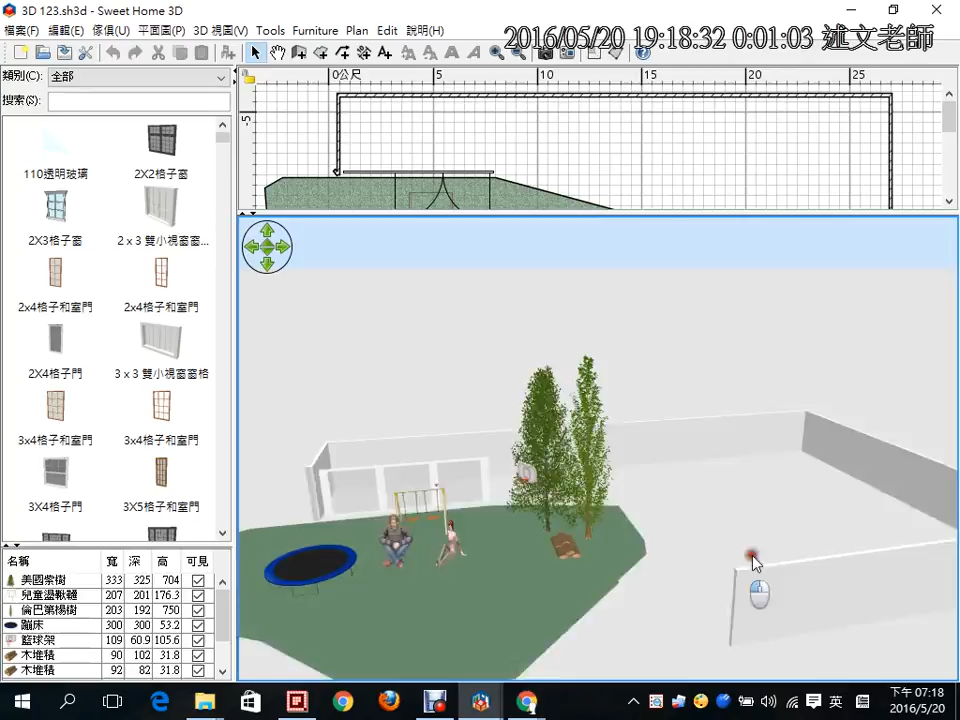 3D 123.sh3d - Sweet Home 3D
檔案(F) 編輯(E) 傢俱(U) 平面圖(P) 3D 視圖(V) Tools Furniture Plan Edit 說明(H)
2016/05/20 19:18:32 0:01:03 述文老師
類別(C): 全部
搜索(S):
0公尺 5 10 15 20 25
-5
110透明玻璃 2X2格子窗
2X3格子窗 2 x 3 雙小視窗窗...
2x4格子和室門 2x4格子和室門
2X4格子門 3 x 3 雙小視窗窗格
3x4格子和室門 3x4格子和室門
3X4格子門 3X5格子和室門
名稱 寬 深 高 可見
美國紫樹 333 325 704
兒童盪鞦韆 207 201 176.3
倫巴第楊樹 203 192 750
蹦床 300 300 53.2
籃球架 109 60.9 105.6
木堆積 90 102 31.8
木堆積 92 82 31.8
英
下午 07:18
2016/5/20